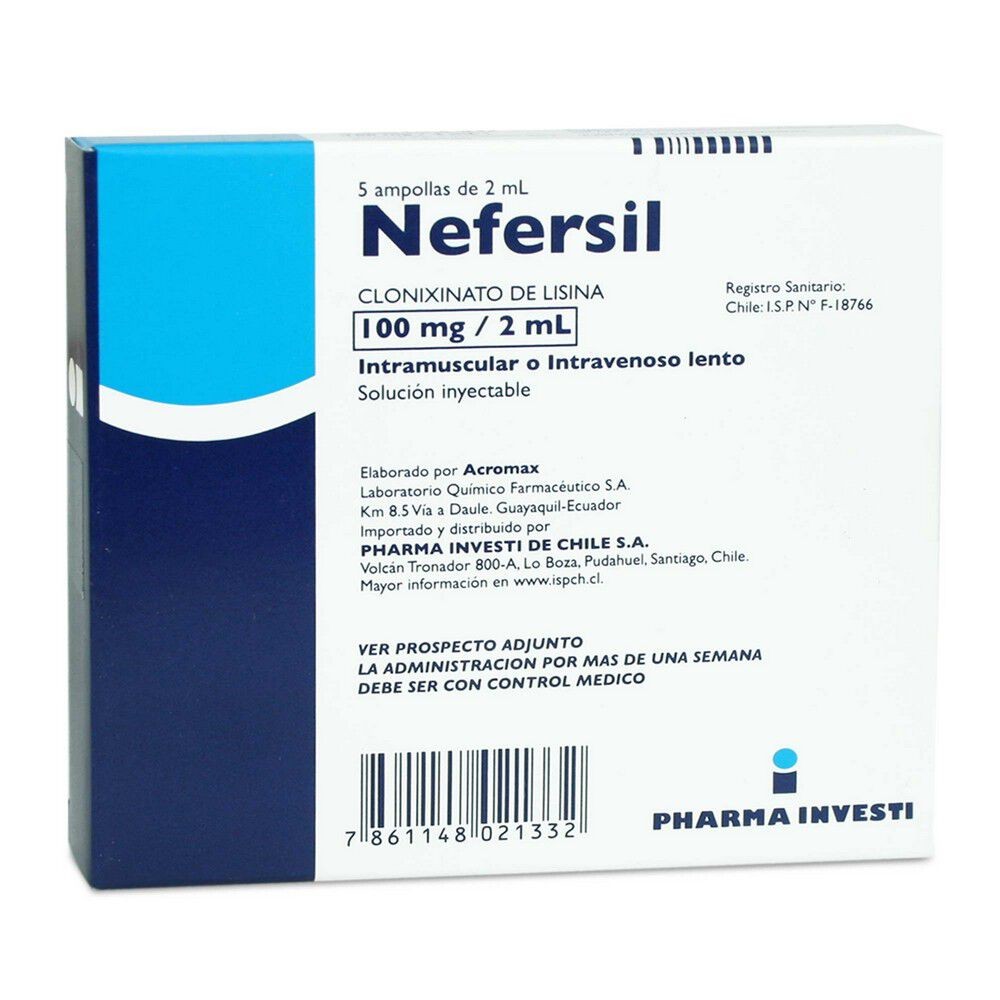 5 ampollas de 2 mL
Nefersil
CLONIXINATO DE LISINA
100 mg / 2 mL
Intramuscular o Intravenoso lento
Solución inyectable
Registro Sanitario:
Chile: I.S.P. Nº F-18766
Elaborado por Acromax
Laboratorio Químico Farmacéutico S.A.
Km 8.5 Vía a Daule. Guayaquil-Ecuador
Importado y distribuido por
PHARMA INVESTI DE CHILE S.A.
Volcán Tronador 800-A, Lo Boza, Pudahuel, Santiago, Chile.
Mayor información en www.ispch.cl.
VER PROSPECTO ADJUNTO
LA ADMINISTRACION POR MAS DE UNA SEMANA
DEBE SER CON CONTROL MEDICO
7 861148 021332
PHARMA INVESTI